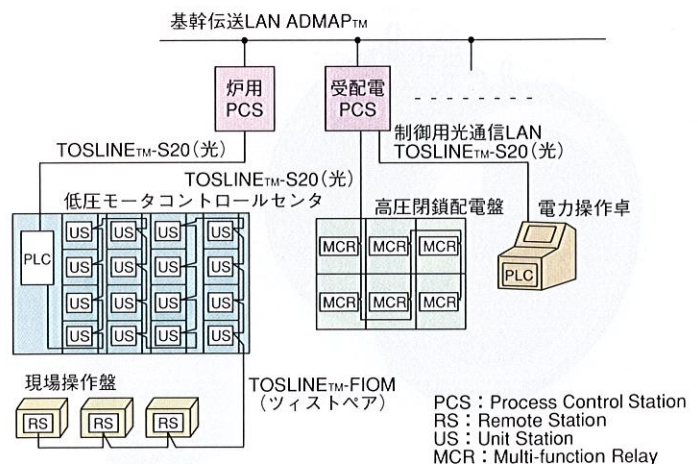 基幹伝送LAN ADMAP™
炉用
PCS
受配電
PCS
制御用光通信LAN
TOSLINE™-S20(光)
TOSLINE™-S20(光)
TOSLINE™-S20(光)
低圧モータコントロールセンタ
高圧閉鎖配電盤
電力操作卓
PLC
US US US US
US US US US
US US US US
US US US US
MCR MCR MCR
MCR MCR MCR
PLC
現場操作盤
RS RS RS
TOSLINE™-FIOM
(ツィストペア)
PCS：Process Control Station
RS：Remote Station
US：Unit Station
MCR：Multi-function Relay